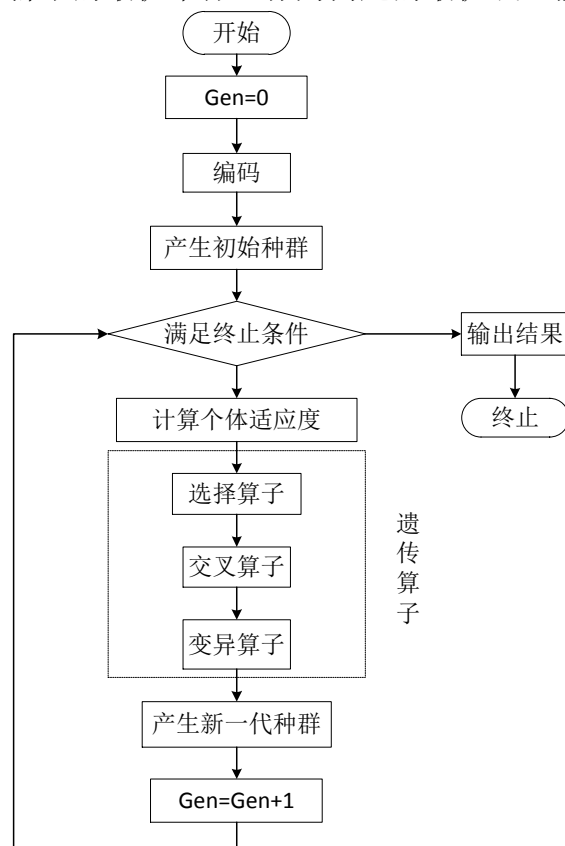 开始
Gen=0
编码
产生初始种群
满足终止条件
输出结果
终止
计算个体适应度
选择算子
交叉算子
变异算子
遗传算子
产生新一代种群
Gen=Gen+1